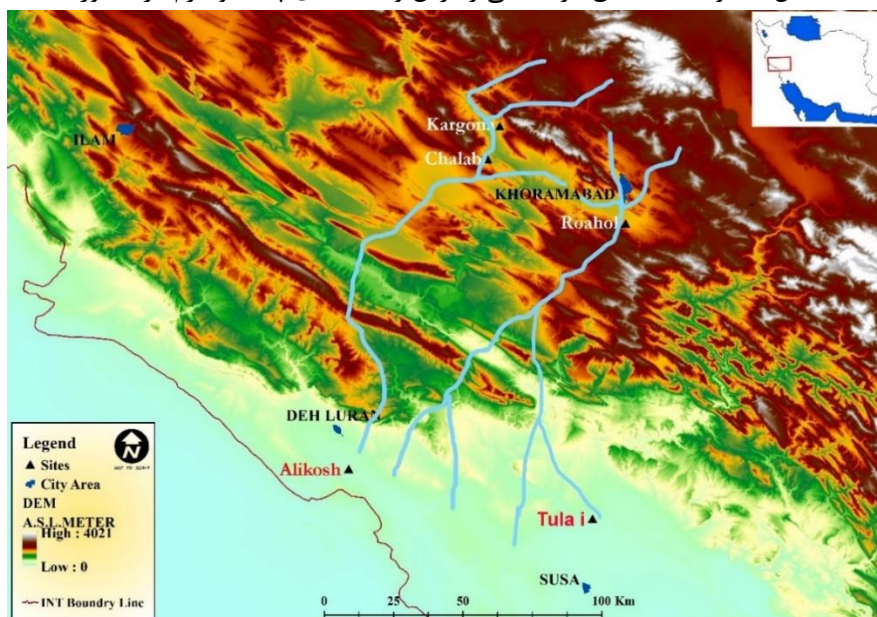 Kargon
ILAM
Chalab
KHORAMABAD
Roahol
DEH LURAN
Alikosh
Tula i
SUSA
0 25 50 100 Km
Legend
N
Sites
City Area
DEM
A.S.L.METER
High : 4021
Low : 0
INT Boundry Line